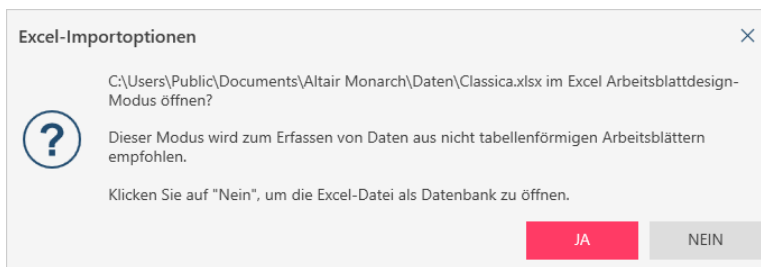 Excel-Importoptionen
C:\Users\Public\Documents\Altair Monarch\Daten\Classica.xlsx im Excel Arbeitsblattdesign-
Modus öffnen?
Dieser Modus wird zum Erfassen von Daten aus nicht tabellenförmigen Arbeitsblättern
empfohlen.
Klicken Sie auf "Nein", um die Excel-Datei als Datenbank zu öffnen.
JA
NEIN